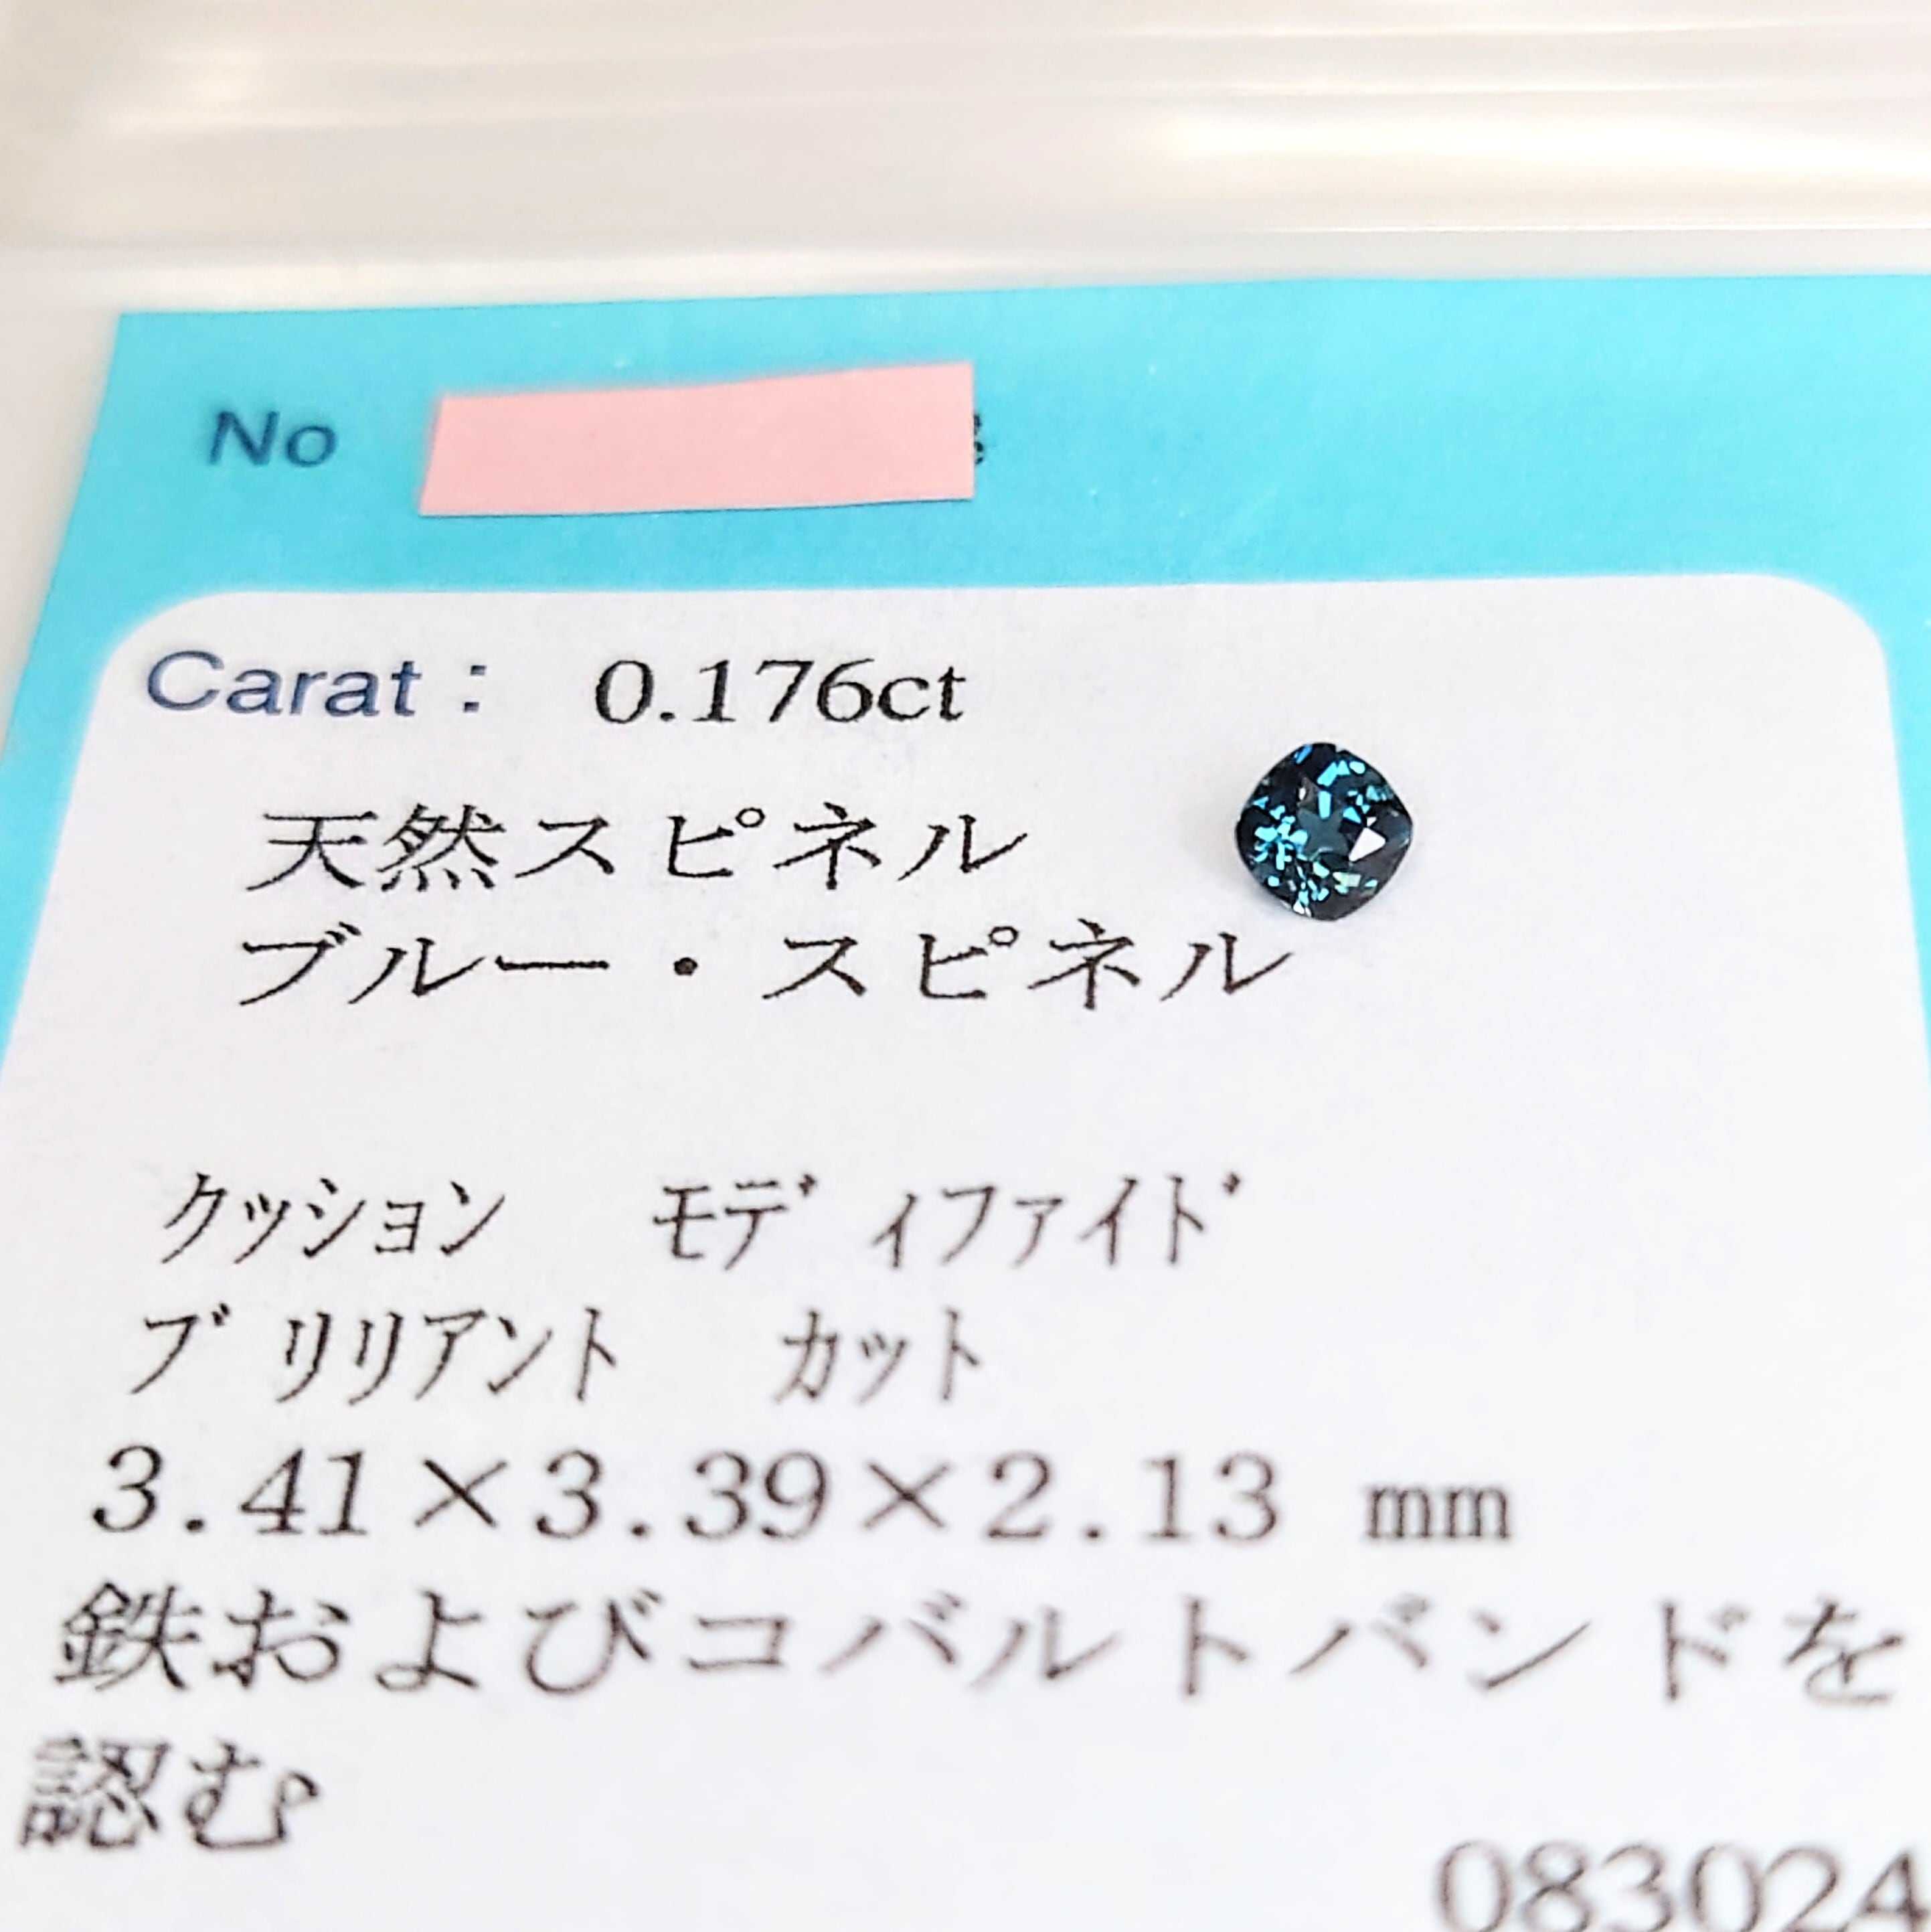 No
Carat : 0.176ct
天然スピネル
ブルー・スピネル
クッション モディファイド
ブリリアント カット
3.41×3.39×2.13 mm
鉄およびコバルトバンドを
認む
083024